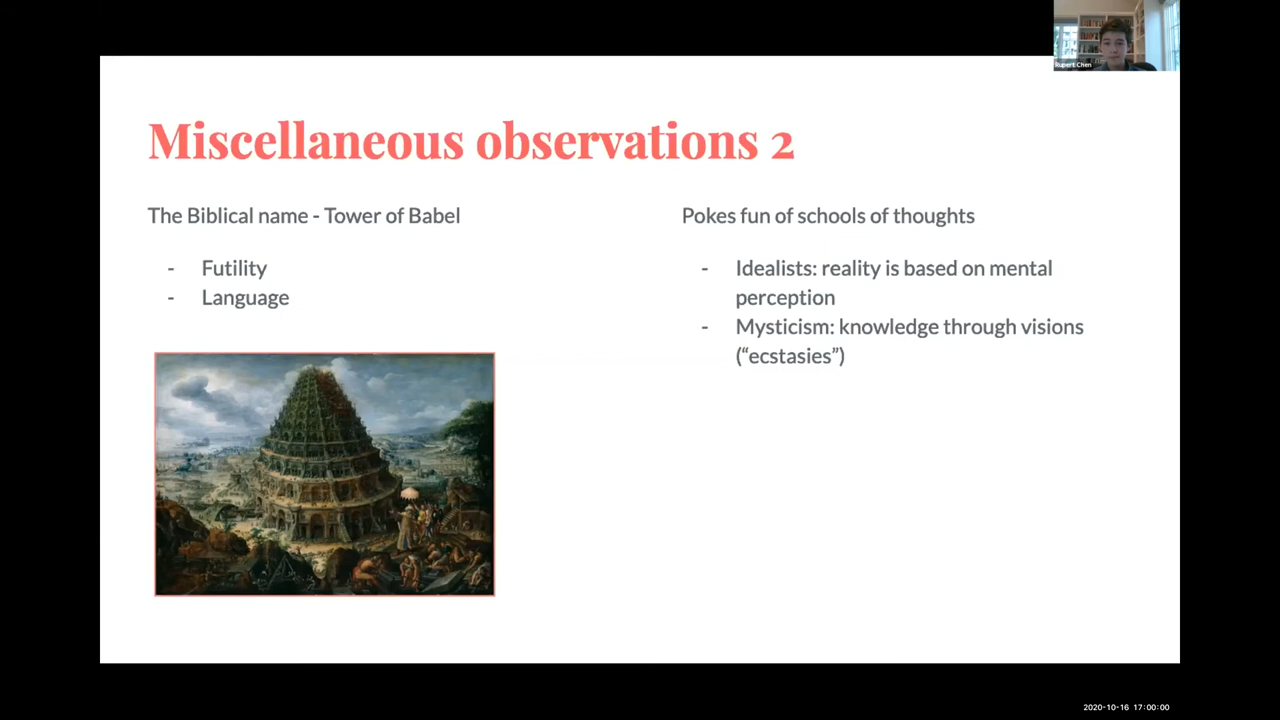 Rupert Chen
Miscellaneous observations 2
The Biblical name - Tower of Babel
- Futility
- Language
Pokes fun of schools of thoughts
- Idealists: reality is based on mental
perception
- Mysticism: knowledge through visions
(“ecstasies”)
2020-10-16 17:00:00